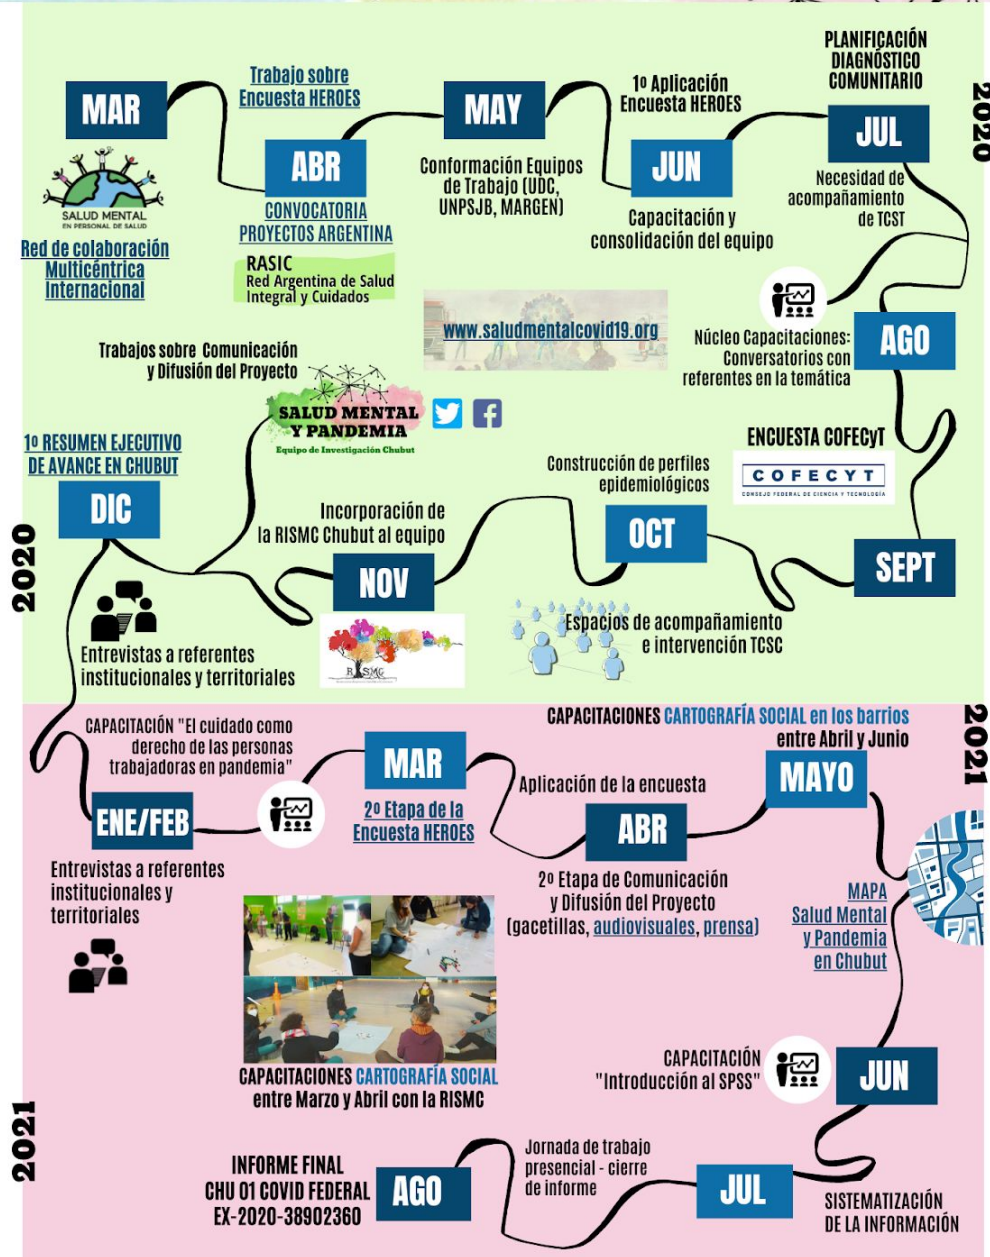 PLANIFICACIÓN
DIAGNÓSTICO
COMUNITARIO
2020
MAR
SALUD MENTAL
EN PERSONAL DE SALUD
Red de colaboración
Multicéntrica
Internacional
Trabajo sobre
Encuesta HEROES
ABR
CONVOCATORIA
PROYECTOS ARGENTINA
RASIC
Red Argentina de Salud
Integral y Cuidados
MAY
Conformación Equipos
de Trabajo (UDC,
UNPSJB, MARGEN)
1º Aplicación
Encuesta HEROES
JUN
Capacitación y
consolidación del equipo
JUL
Necesidad de
acompañamiento
de TCST
www.saludmentalcovid19.org
AGO
Núcleo Capacitaciones:
Conversatorios con
referentes en la temática
ENCUESTA COFECyT
COFECYT
CONSEJO FEDERAL DE CIENCIA Y TECNOLOGÍA
SEPT
Construcción de perfiles
epidemiológicos
OCT
Espacios de acompañamiento
e intervención TCSC
Incorporación de
la RISMC Chubut al equipo
NOV
RISMC
Trabajos sobre Comunicación
y Difusión del Proyecto
SALUD MENTAL
Y PANDEMIA
Equipo de Investigación Chubut
1º RESUMEN EJECUTIVO
DE AVANCE EN CHUBUT
DIC
2020
Entrevistas a referentes
institucionales y territoriales
2021
CAPACITACIÓN "El cuidado como
derecho de las personas
trabajadoras en pandemia"
ENE/FEB
Entrevistas a referentes
institucionales y
territoriales
MAR
2º Etapa de la
Encuesta HEROES
Aplicación de la encuesta
ABR
2º Etapa de Comunicación
y Difusión del Proyecto
(gacetillas, audiovisuales, prensa)
CAPACITACIONES CARTOGRAFÍA SOCIAL en los barrios
entre Abril y Junio
MAYO
MAPA
Salud Mental
y Pandemia
en Chubut
CAPACITACIONES CARTOGRAFÍA SOCIAL
entre Marzo y Abril con la RISMC
CAPACITACIÓN
"Introducción al SPSS"
JUN
SISTEMATIZACIÓN
DE LA INFORMACIÓN
JUL
Jornada de trabajo
presencial - cierre
de informe
AGO
INFORME FINAL
CHU 01 COVID FEDERAL
EX-2020-38902360
2021